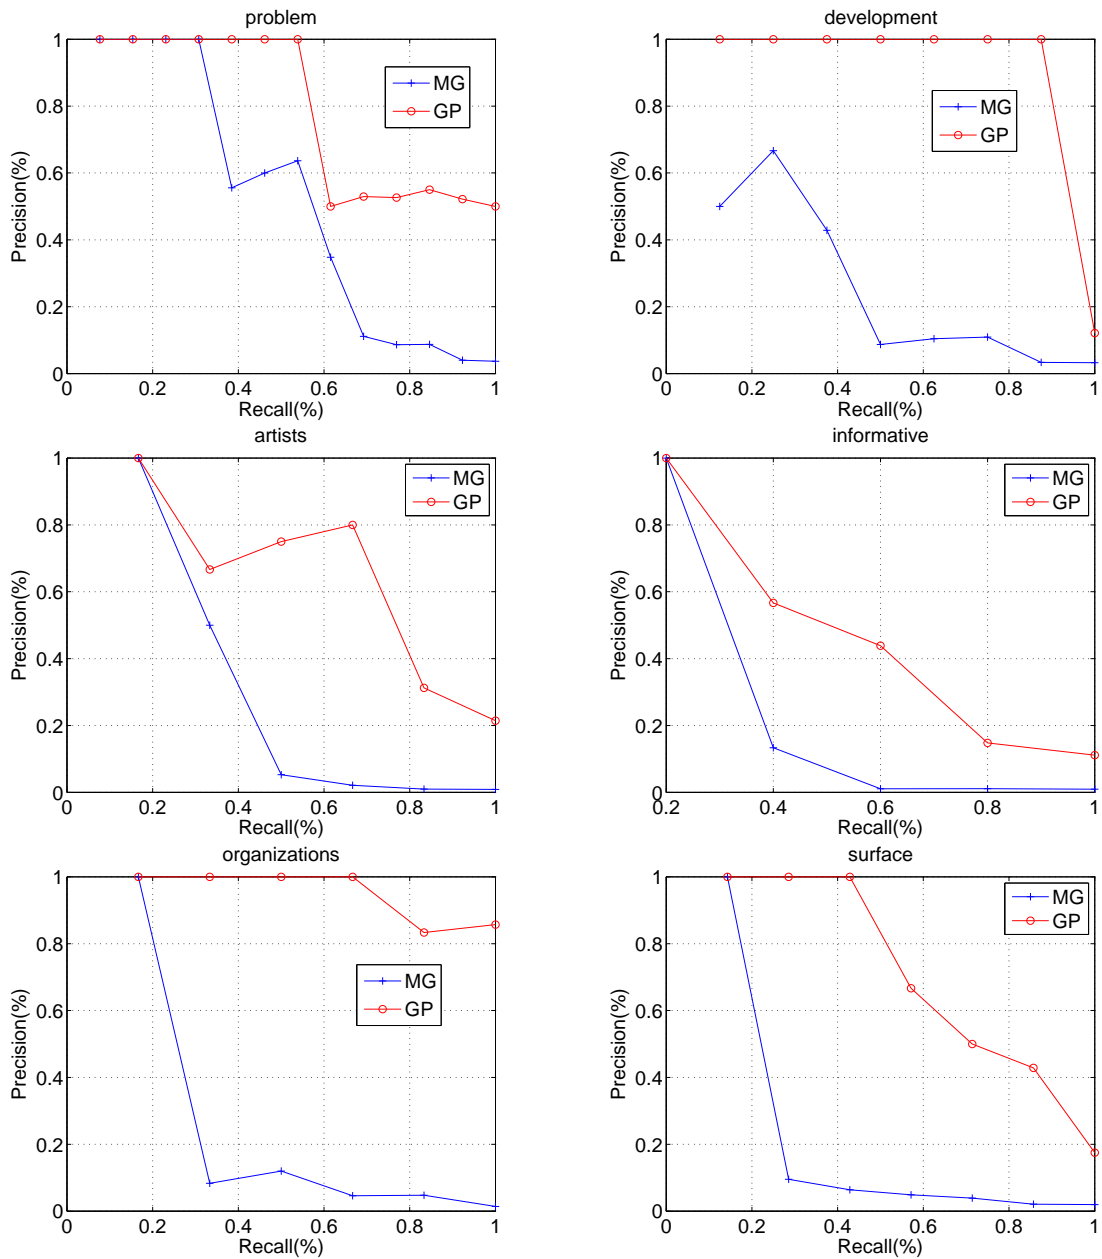 problem
1
0.8
0.6
0.4
0.2
0
Precision(%)
MG
GP
0 0.2 0.4 0.6 0.8 1
Recall(%)
development
1
0.8
0.6
0.4
0.2
0
Precision(%)
MG
GP
0 0.2 0.4 0.6 0.8 1
Recall(%)
artists
1
0.8
0.6
0.4
0.2
0
Precision(%)
MG
GP
0 0.2 0.4 0.6 0.8 1
Recall(%)
informative
1
0.8
0.6
0.4
0.2
0
Precision(%)
MG
GP
0.2 0.4 0.6 0.8 1
Recall(%)
organizations
1
0.8
0.6
0.4
0.2
0
Precision(%)
MG
GP
0 0.2 0.4 0.6 0.8 1
Recall(%)
surface
1
0.8
0.6
0.4
0.2
0
Precision(%)
MG
GP
0 0.2 0.4 0.6 0.8 1
Recall(%)